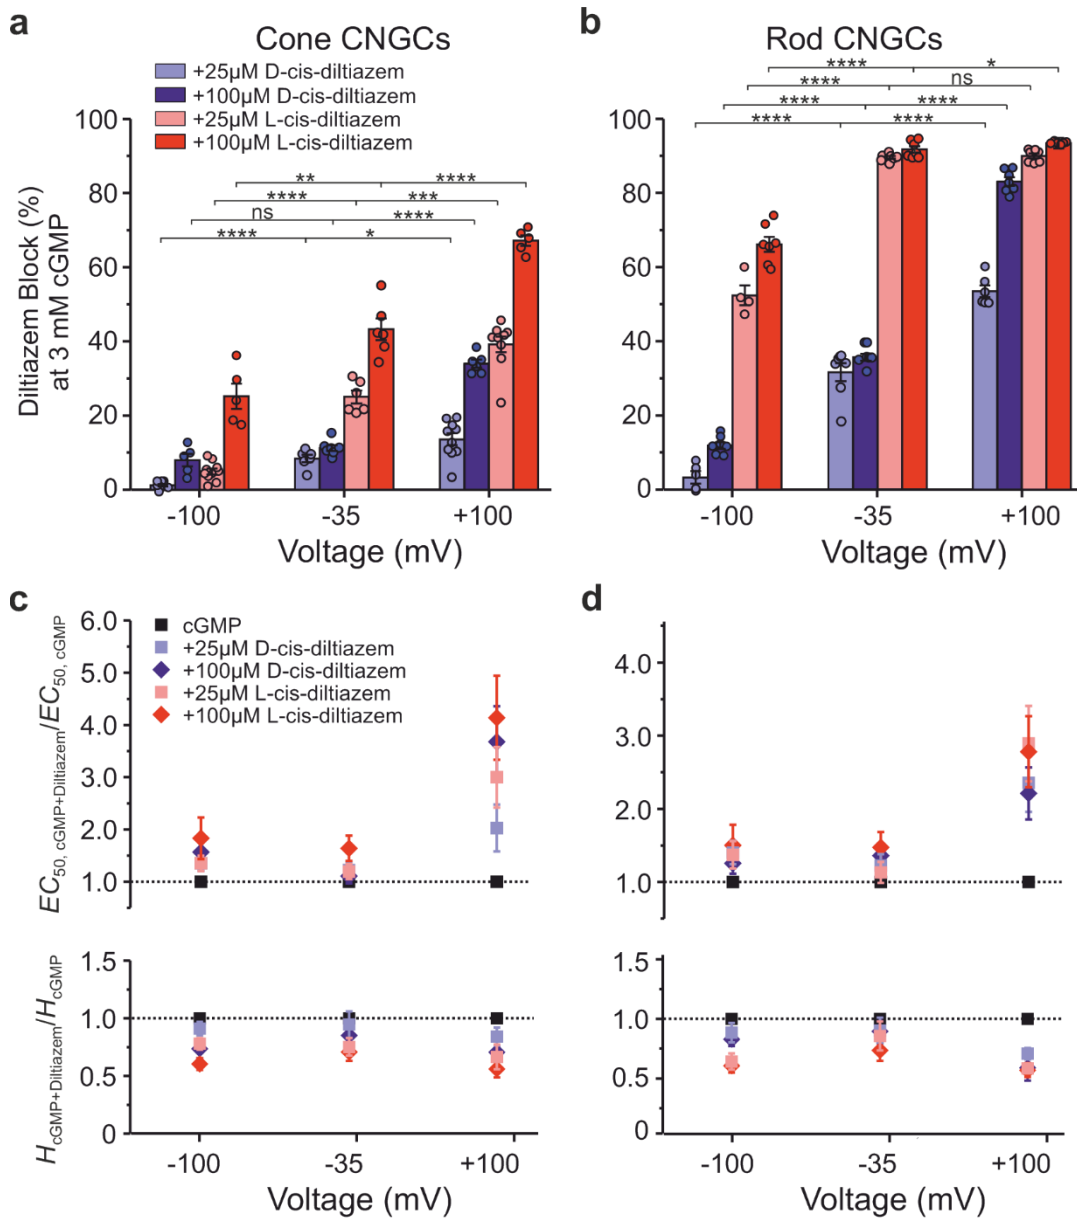 a
Cone CNGCs
+25µM D-cis-diltiazem
+100µM D-cis-diltiazem
+25µM L-cis-diltiazem
+100µM L-cis-diltiazem
100
80
60
40
20
0
Diltiazem Block (%)
at 3 mM cGMP
** ****
**** ***
ns ****
**** *
-100 -35 +100
Voltage (mV)
b
Rod CNGCs
**** *
**** ns
**** ****
**** ****
100
80
60
40
20
0
-100 -35 +100
Voltage (mV)
c
cGMP
+25µM D-cis-diltiazem
+100µM D-cis-diltiazem
+25µM L-cis-diltiazem
+100µM L-cis-diltiazem
6.0
5.0
4.0
3.0
2.0
1.0
EC50, cGMP+Diltiazem/EC50, cGMP
1.5
1.0
0.5
0
HcGMP+Diltiazem/HcGMP
-100 -35 +100
Voltage (mV)
d
4.0
3.0
2.0
1.0
1.5
1.0
0.5
0
-100 -35 +100
Voltage (mV)